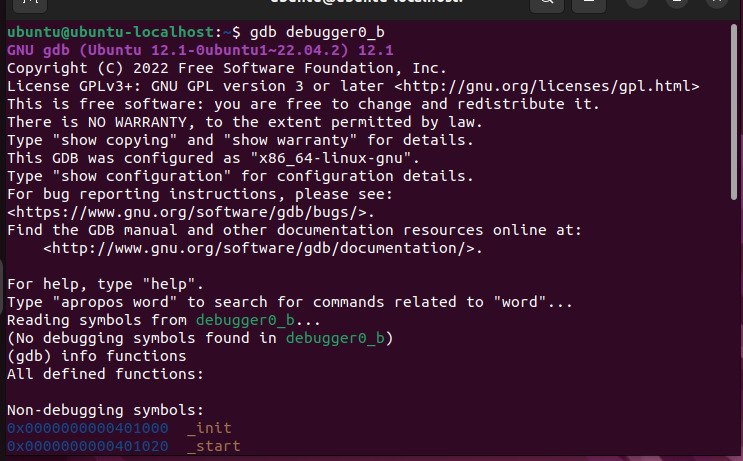 ubuntu@ubuntu-localhost:~$ gdb debugger0_b
GNU gdb (Ubuntu 12.1-0ubuntu1~22.04.2) 12.1
Copyright (C) 2022 Free Software Foundation, Inc.
License GPLv3+: GNU GPL version 3 or later <http://gnu.org/licenses/gpl.html>
This is free software: you are free to change and redistribute it.
There is NO WARRANTY, to the extent permitted by law.
Type "show copying" and "show warranty" for details.
This GDB was configured as "x86_64-linux-gnu".
Type "show configuration" for configuration details.
For bug reporting instructions, please see:
<https://www.gnu.org/software/gdb/bugs/>.
Find the GDB manual and other documentation resources online at:
    <http://www.gnu.org/software/gdb/documentation/>.

For help, type "help".
Type "apropos word" to search for commands related to "word"...
Reading symbols from debugger0_b...
(No debugging symbols found in debugger0_b)
(gdb) info functions
All defined functions:

Non-debugging symbols:
0x0000000000401000  _init
0x0000000000401020  _start